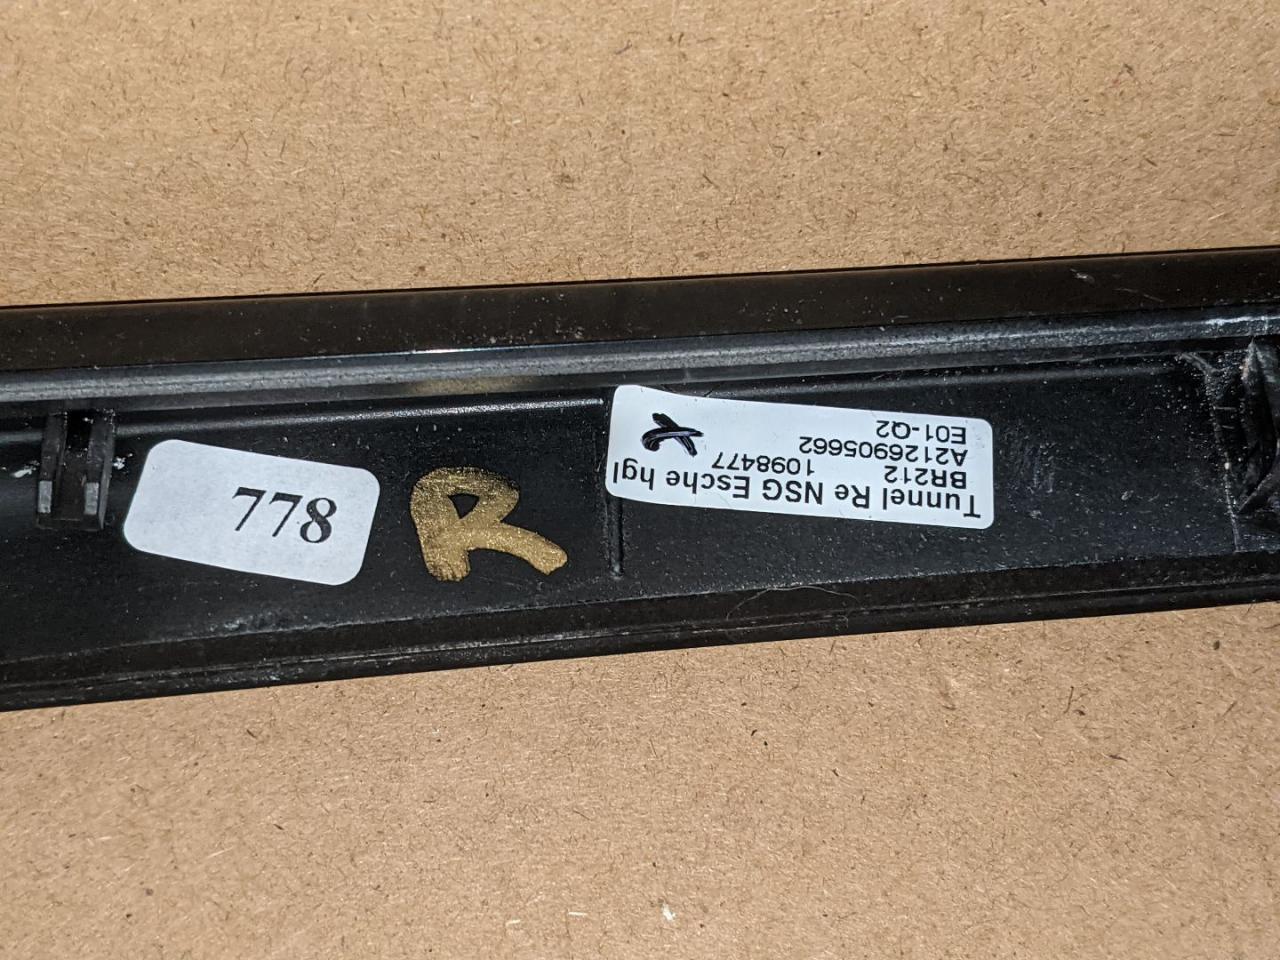 778
R
Tunnel Re NSG Esche hgl
BR212 1098477
A2126905662
E01-Q2